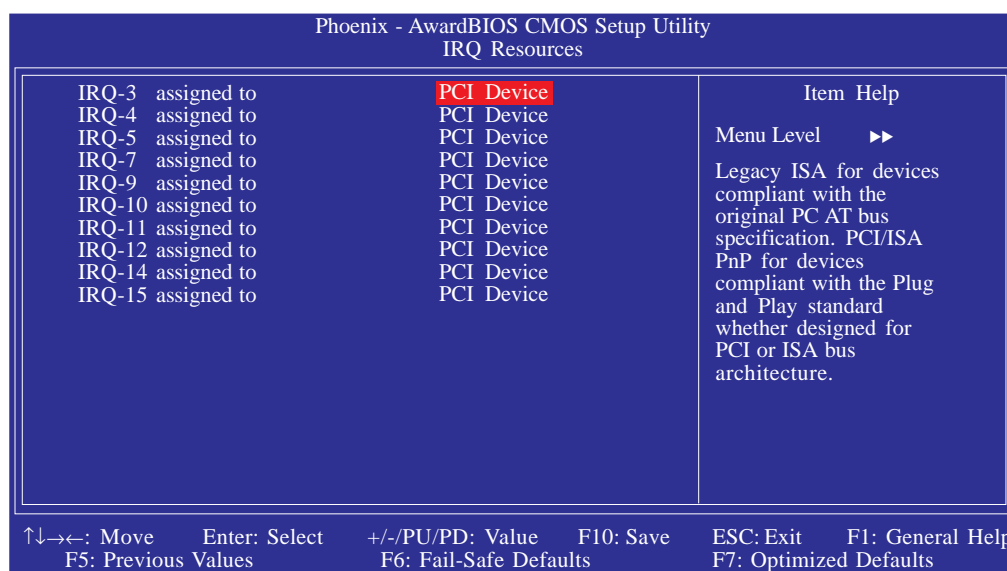 Phoenix - AwardBIOS CMOS Setup Utility
IRQ Resources
IRQ-3 assigned to PCI Device
IRQ-4 assigned to PCI Device
IRQ-5 assigned to PCI Device
IRQ-7 assigned to PCI Device
IRQ-9 assigned to PCI Device
IRQ-10 assigned to PCI Device
IRQ-11 assigned to PCI Device
IRQ-12 assigned to PCI Device
IRQ-14 assigned to PCI Device
IRQ-15 assigned to PCI Device
Item Help
Menu Level ▸▸
Legacy ISA for devices
compliant with the
original PC AT bus
specification. PCI/ISA
PnP for devices
compliant with the Plug
and Play standard
whether designed for
PCI or ISA bus
architecture.
↑↓→←: Move Enter: Select +/-/PU/PD: Value F10: Save ESC: Exit F1: General Help
F5: Previous Values F6: Fail-Safe Defaults F7: Optimized Defaults